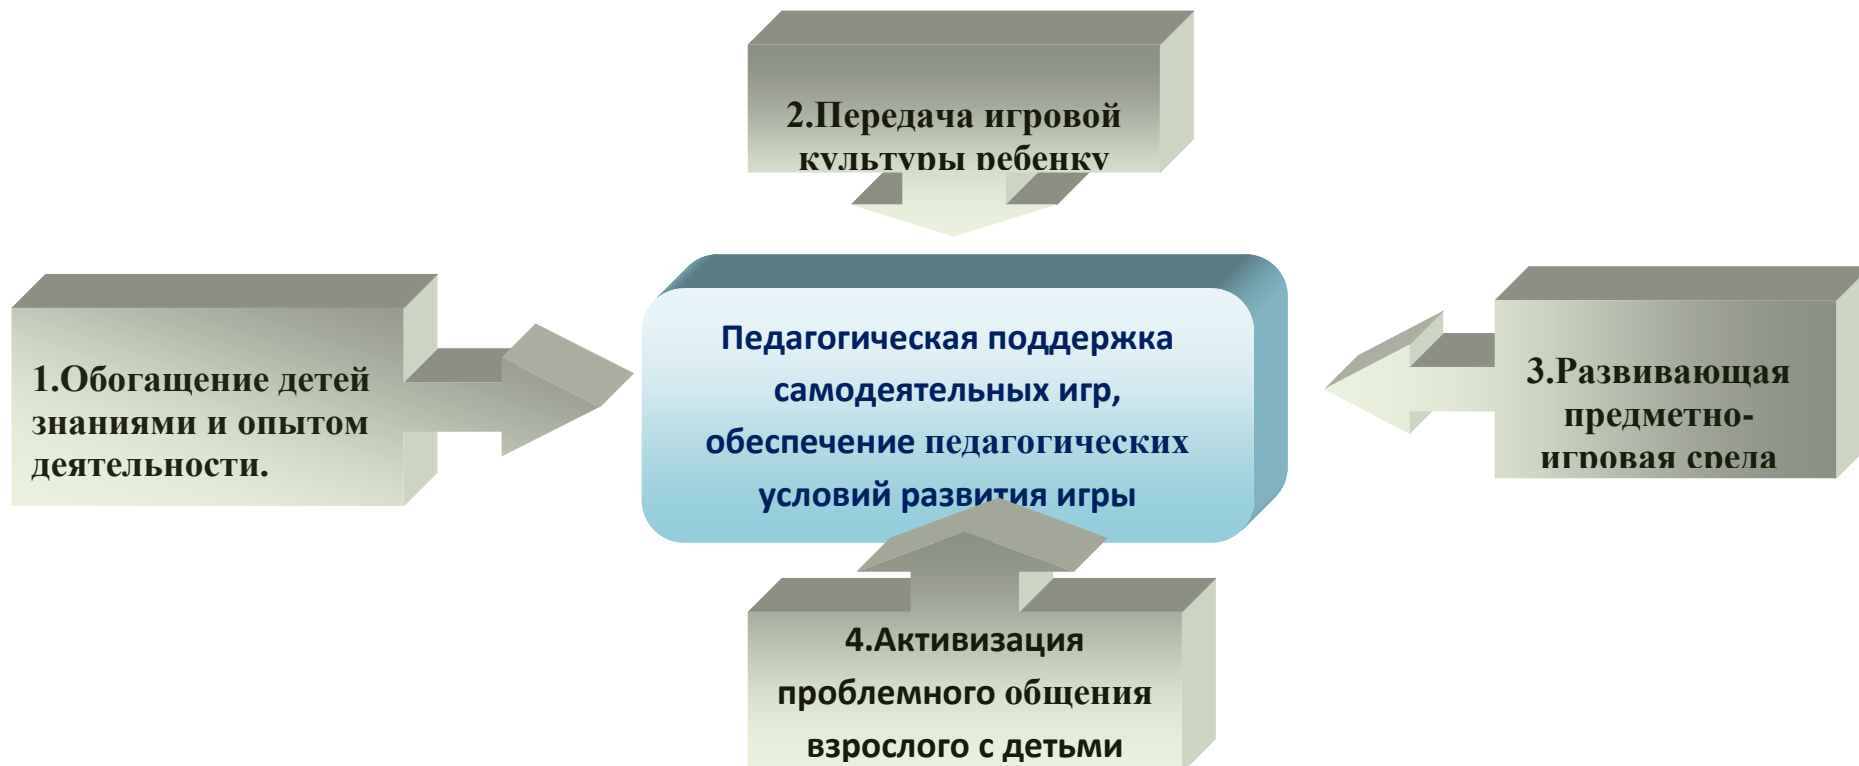 2.Передача игровой
культуры ребенку
1.Обогащение детей
знаниями и опытом
деятельности.
Педагогическая поддержка
самодеятельных игр,
обеспечение педагогических
условий развития игры
3.Развивающая
предметно-
игровая среда
4.Активизация
проблемного общения
взрослого с детьми